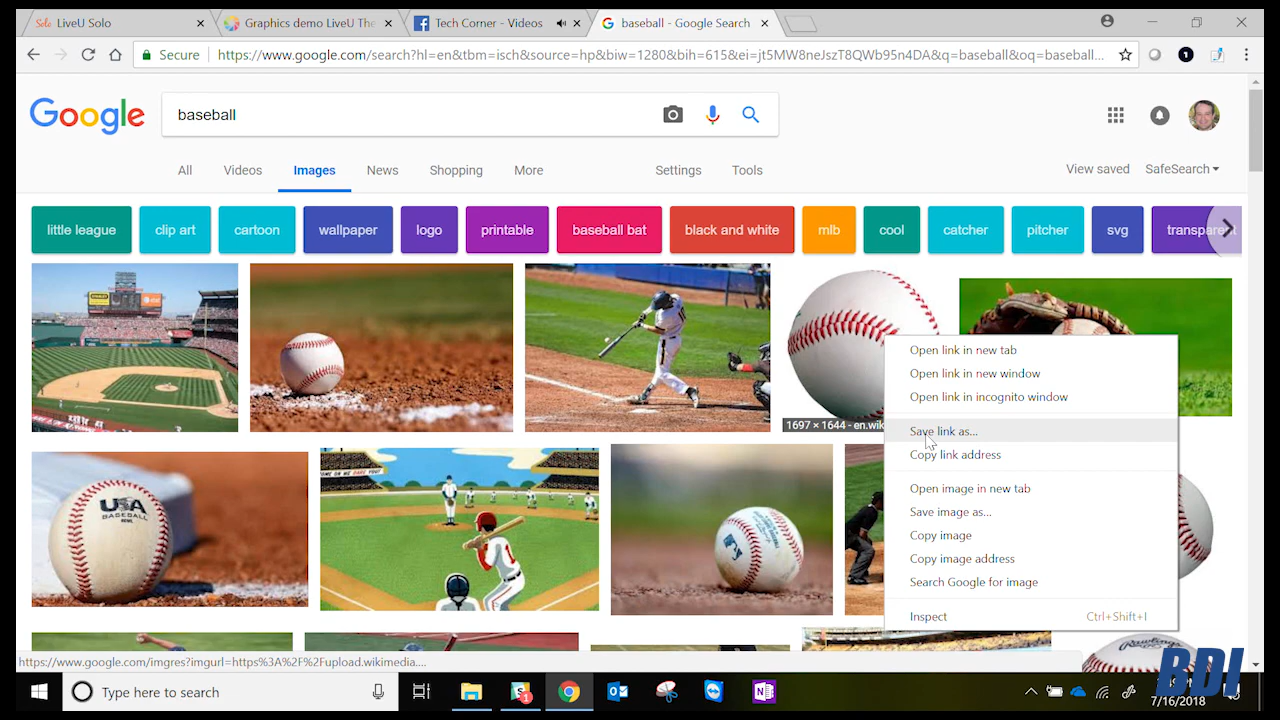 LiveU Solo
Graphics demo LiveU The
Tech Corner - Videos
baseball - Google Search
Secure
https://www.google.com/search?hl=en&tbm=isch&source=hp&biw=1280&bih=615&ei=jt5MW8neJszT8QWb95n4DA&q=baseball&oq=baseball...
Google
baseball
All
Videos
Images
News
Shopping
More
Settings
Tools
View saved
SafeSearch
little league
clip art
cartoon
wallpaper
logo
printable
baseball bat
black and white
mlb
cool
catcher
pitcher
svg
transparent
1697 × 1644 - en.wik
Open link in new tab
Open link in new window
Open link in incognito window
Save link as...
Copy link address
Open image in new tab
Save image as...
Copy image
Copy image address
Search Google for image
Inspect
Ctrl+Shift+I
USA
BASEBALL
Rawlings
https://www.google.com/imgres?imgurl=https%3A%2F%2Fupload.wikimedia....
Type here to search
1
BDI
7/16/2018